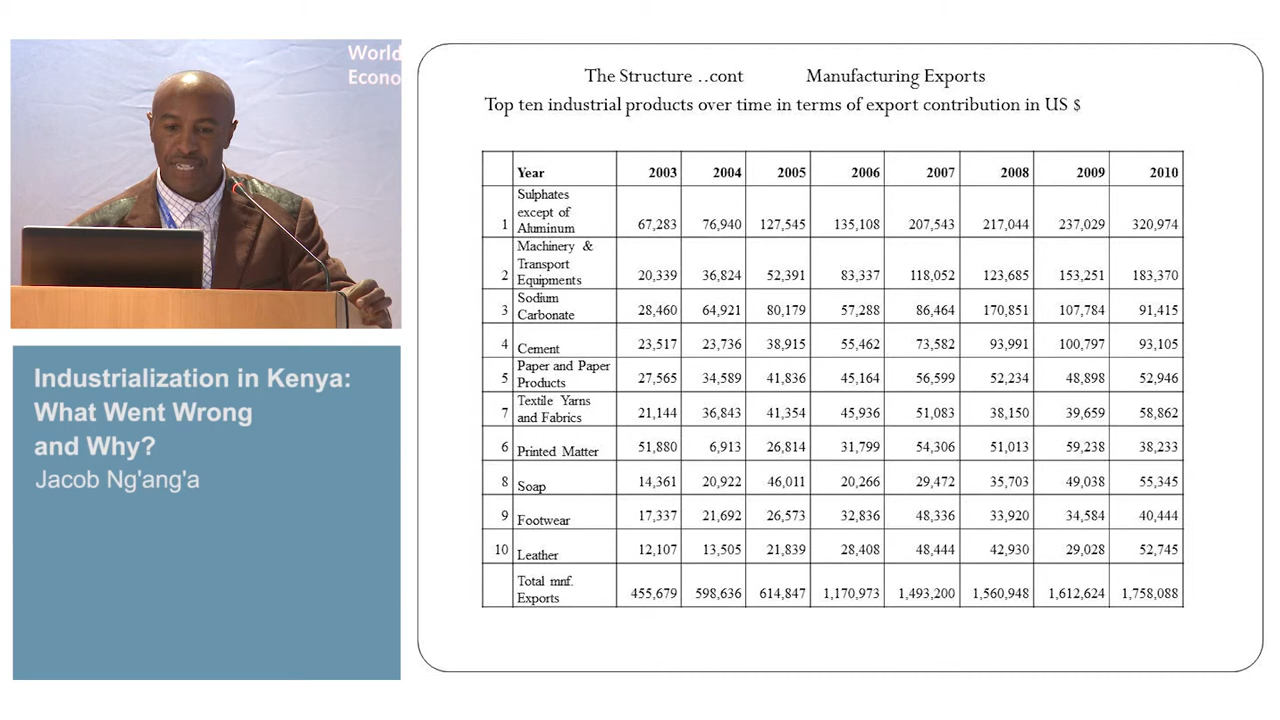 World
Econo
Industrialization in Kenya:
What Went Wrong
and Why?
Jacob Ng'ang'a
The Structure ..cont Manufacturing Exports
Top ten industrial products over time in terms of export contribution in US $
Year 2003 2004 2005 2006 2007 2008 2009 2010
Sulphates
except of
1 Aluminum 67,283 76,940 127,545 135,108 207,543 217,044 237,029 320,974
Machinery &
Transport
2 Equipments 20,339 36,824 52,391 83,337 118,052 123,685 153,251 183,370
Sodium
3 Carbonate 28,460 64,921 80,179 57,288 86,464 170,851 107,784 91,415
4 Cement 23,517 23,736 38,915 55,462 73,582 93,991 100,797 93,105
Paper and Paper
5 Products 27,565 34,589 41,836 45,164 56,599 52,234 48,898 52,946
Textile Yarns
7 and Fabrics 21,144 36,843 41,354 45,936 51,083 38,150 39,659 58,862
6 Printed Matter 51,880 6,913 26,814 31,799 54,306 51,013 59,238 38,233
8 Soap 14,361 20,922 46,011 20,266 29,472 35,703 49,038 55,345
9 Footwear 17,337 21,692 26,573 32,836 48,336 33,920 34,584 40,444
10 Leather 12,107 13,505 21,839 28,408 48,444 42,930 29,028 52,745
Total mnf.
Exports 455,679 598,636 614,847 1,170,973 1,493,200 1,560,948 1,612,624 1,758,088